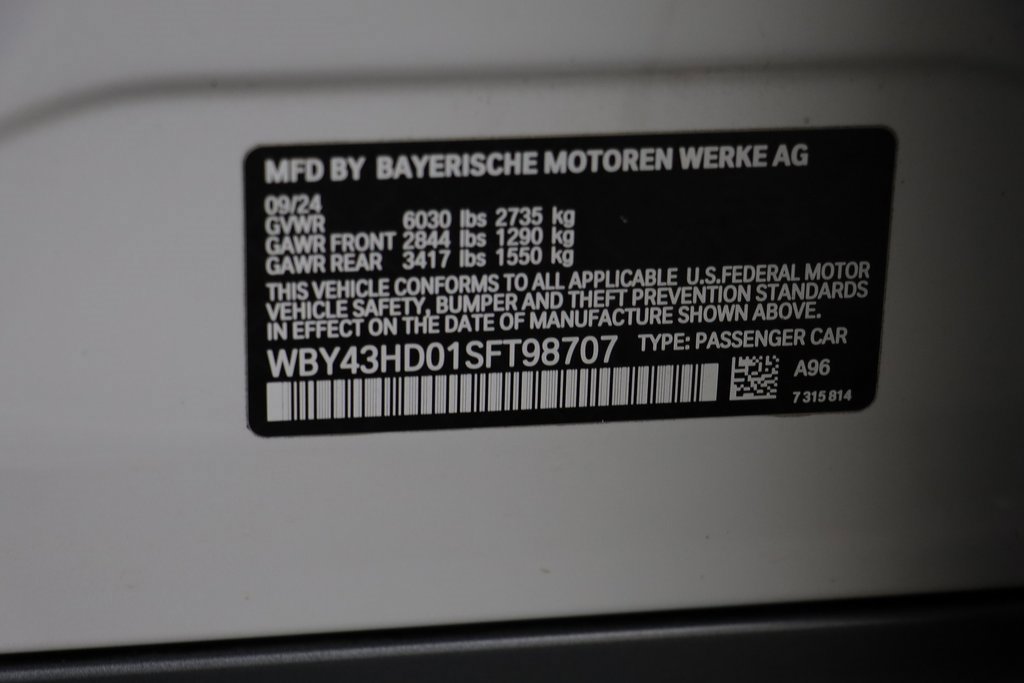 MFD BY BAYERISCHE MOTOREN WERKE AG
09/24
GVWR 6030 lbs 2735 kg
GAWR FRONT 2844 lbs 1290 kg
GAWR REAR 3417 lbs 1550 kg
THIS VEHICLE CONFORMS TO ALL APPLICABLE U.S.FEDERAL MOTOR
VEHICLE SAFETY, BUMPER AND THEFT PREVENTION STANDARDS
IN EFFECT ON THE DATE OF MANUFACTURE SHOWN ABOVE.
WBY43HD01SFT98707 TYPE: PASSENGER CAR
A96
7 315 814